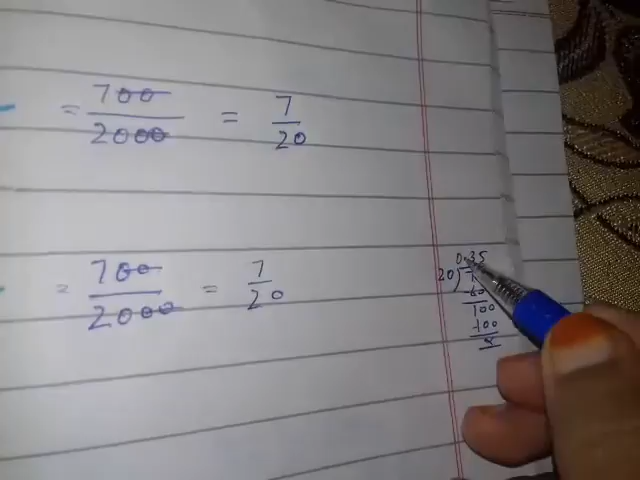 = 700/2000 = 7/20
= 700/2000 = 7/20
0.35
20) 7
-60
100
-100
x